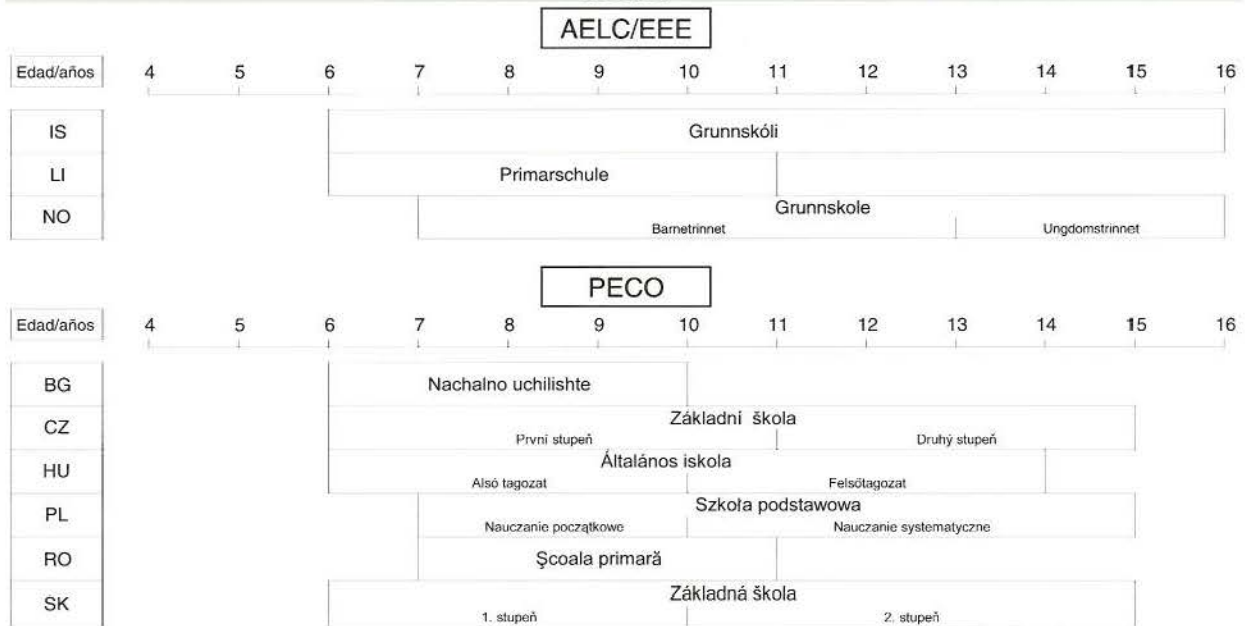 AELC/EEE
Edad/años 4 5 6 7 8 9 10 11 12 13 14 15 16
IS Grunnskóli
LI Primarschule
NO Grunnskole
Barnetrinnet Ungdomstrinnet
PECO
Edad/años 4 5 6 7 8 9 10 11 12 13 14 15 16
BG Nachalno uchilishte
CZ Základní škola
První stupeň Druhý stupeň
HU Általános iskola
Alsó tagozat Felsőtagozat
PL Szkoła podstawowa
Nauczanie początkowe Nauczanie systematyczne
RO Şcoala primară
SK Základná škola
1. stupeň 2. stupeň